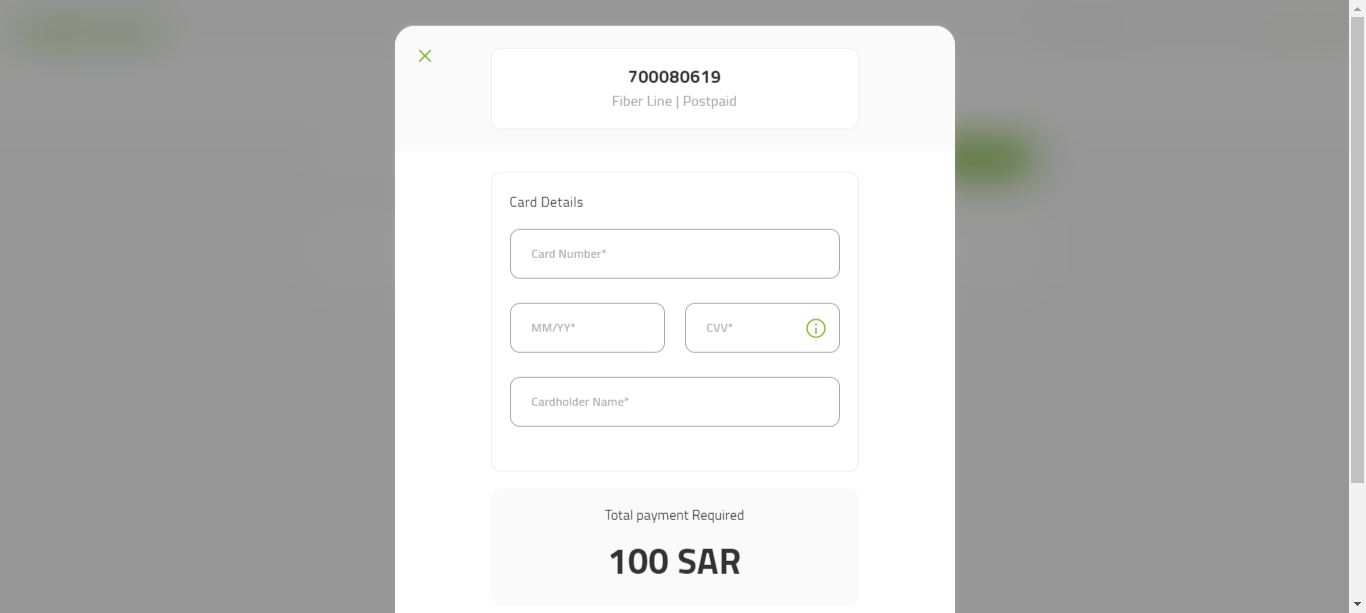 700080619
Fiber Line | Postpaid
Card Details
Card Number*
MM/YY*
CVV*
Cardholder Name*
Total payment Required
100 SAR